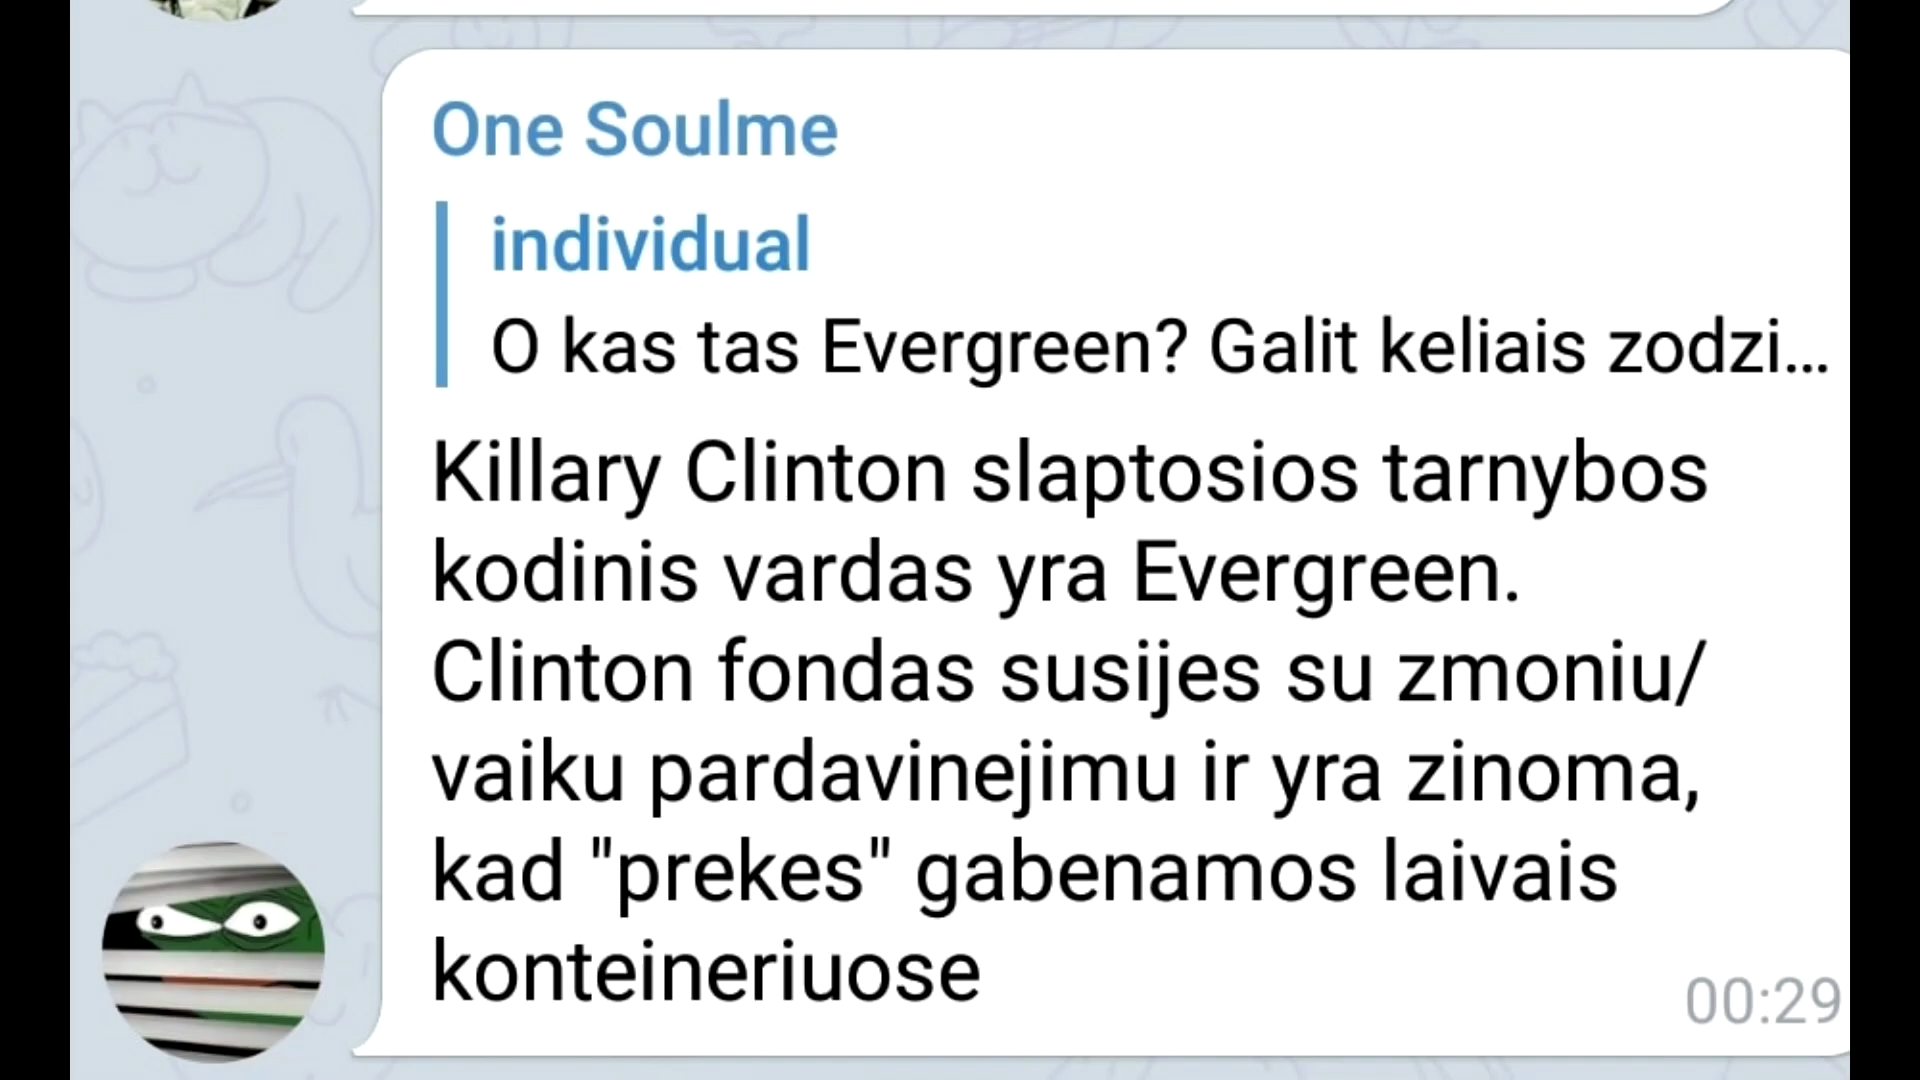 One Soulme
individual
O kas tas Evergreen? Galit keliais zodzi...
Killary Clinton slaptosios tarnybos
kodinis vardas yra Evergreen.
Clinton fondas susijes su zmoniu/
vaiku pardavinejimu ir yra zinoma,
kad "prekes" gabenamos laivais
konteineriuose
00:29